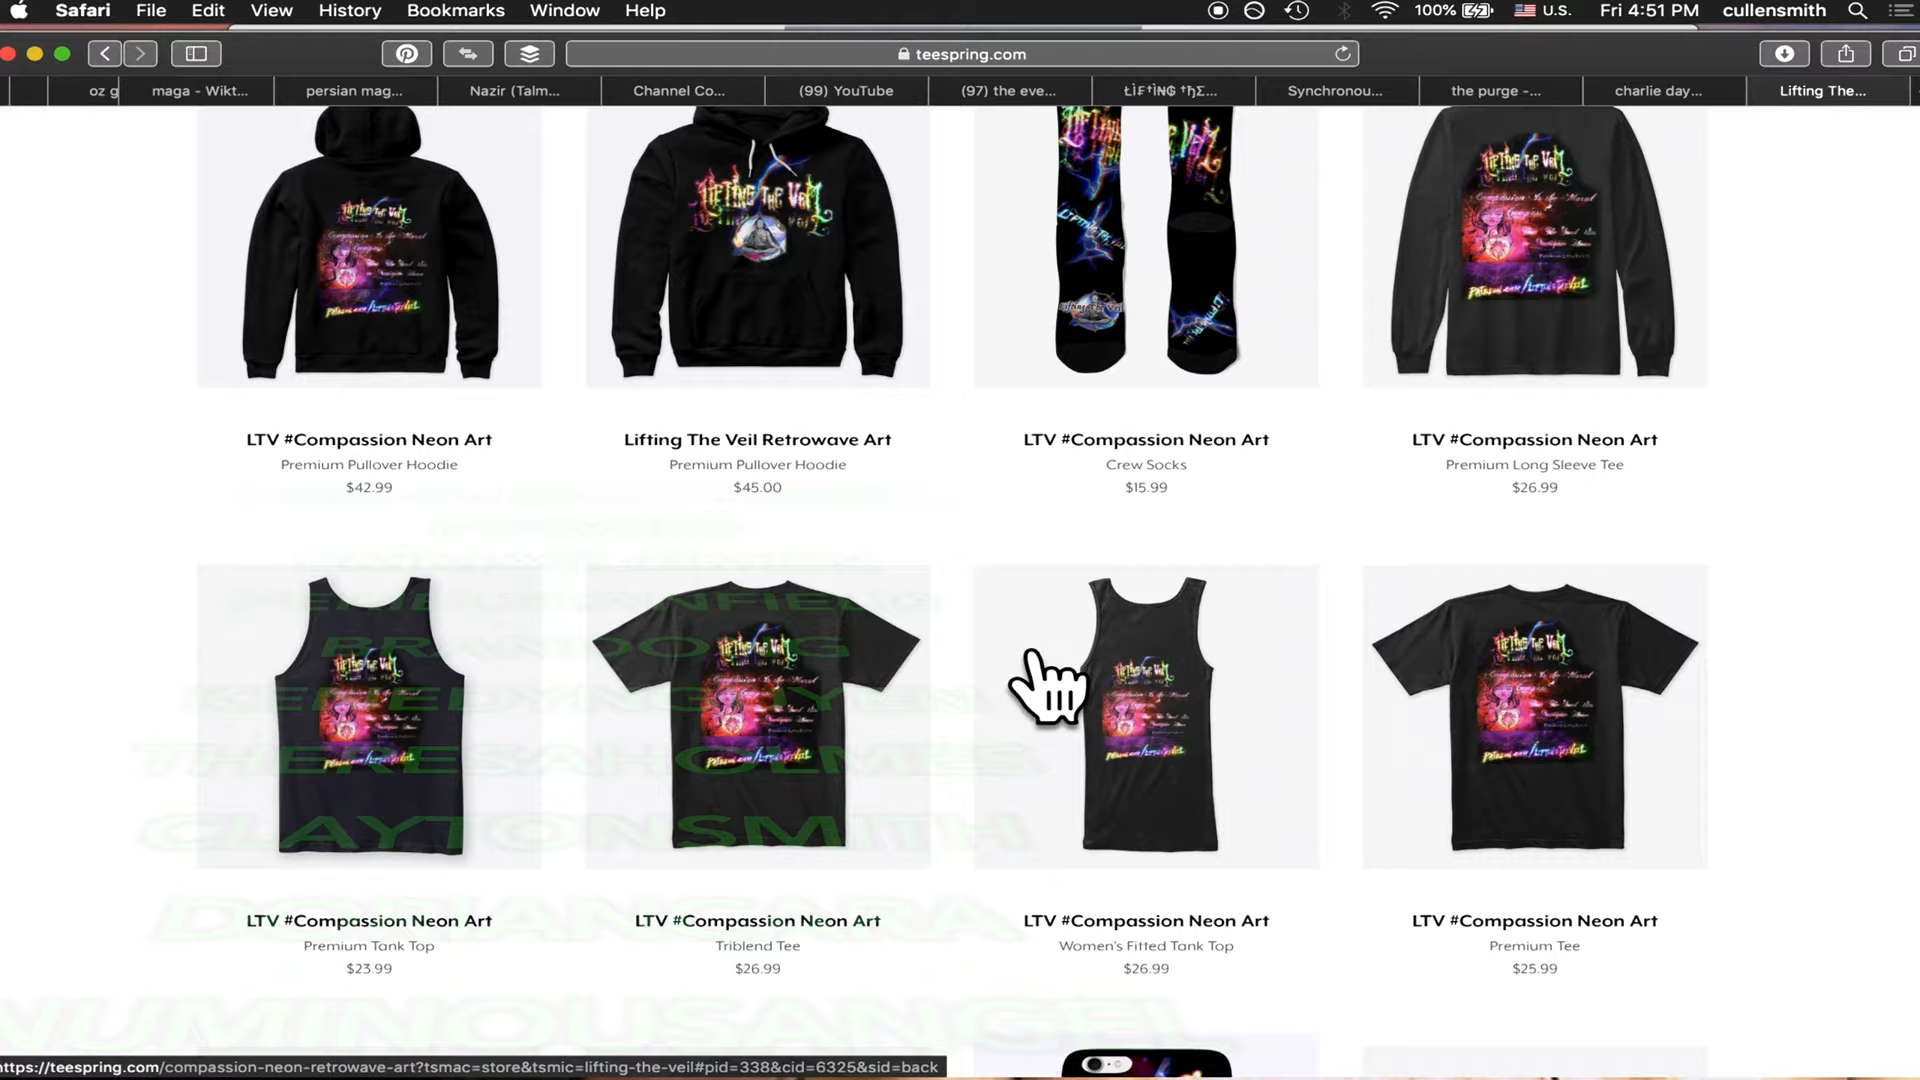 Safari File Edit View History Bookmarks Window Help 100% U.S. Fri 4:51 PM cullensmith
teespring.com
oz g maga - Wikt... persian mag... Nazir (Talm... Channel Co... (99) YouTube (97) the eve... Synchronou... the purge -... charlie day... Lifting The...
LTV #Compassion Neon Art
Premium Pullover Hoodie
$42.99
Lifting The Veil Retrowave Art
Premium Pullover Hoodie
$45.00
LTV #Compassion Neon Art
Crew Socks
$15.99
LTV #Compassion Neon Art
Premium Long Sleeve Tee
$26.99
BRANDO
THERESAHOLMES
CLAYTONSMITH
DORIANCARA
NUMINOUSANGEL
LTV #Compassion Neon Art
Premium Tank Top
$23.99
LTV #Compassion Neon Art
Triblend Tee
$26.99
LTV #Compassion Neon Art
Women's Fitted Tank Top
$26.99
LTV #Compassion Neon Art
Premium Tee
$25.99
https://teespring.com/compassion-neon-retrowave-art?tsmac=store&tsmic=lifting-the-veil#pid=338&cid=6325&sid=back